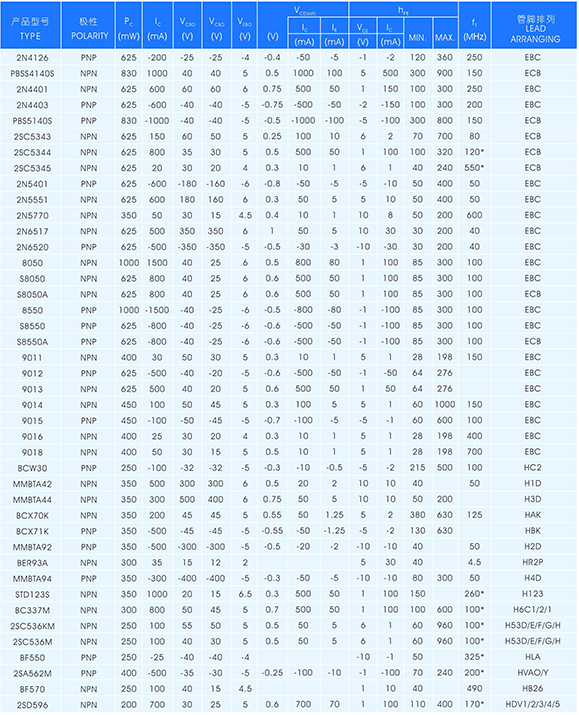 产品型号 TYPE	极性 POLARITY	PC (mW)	IC (mA)	VCBO (V)	VCBO (V)	VEBO (V)	VCE(sat) (V)	IC (mA)	IB (mA)	hFE VCE (V)	IC (mA)	MIN.	MAX.	fT (MHz)	管脚排列 LEAD ARRANGING
2N4126 PNP 625 -200 -25 -25 -4 -0.4 -50 -5 -1 -2 120 360 250 EBC
PBSS4140S NPN 830 1000 40 40 5 0.5 1000 100 5 500 300 900 150 ECB
2N4401 NPN 625 600 60 60 6 0.75 500 50 1 150 100 300 250 EBC
2N4403 PNP 625 -600 -40 -40 -5 -0.75 -500 -50 -2 -150 100 300 200 EBC
PBSS5140S PNP 830 -1000 -40 -40 -5 -0.5 -1000 -100 -5 -500 300 800 150 ECB
2SC5343 NPN 625 150 60 50 5 0.25 100 10 6 2 70 700 80 ECB
2SC5344 NPN 625 800 35 30 5 0.5 500 50 1 100 100 320 120* ECB
2SC5345 NPN 625 20 30 20 4 0.3 10 1 6 1 40 240 550* ECB
2N5401 PNP 625 -600 -180 -160 -6 -0.8 -50 -5 -5 -10 50 400 50 EBC
2N5551 NPN 625 600 180 160 6 0.3 50 5 5 10 50 400 50 EBC
2N5770 NPN 350 50 30 15 4.5 0.4 10 1 10 8 50 200 600 EBC
2N6517 NPN 625 500 350 350 6 1 50 5 10 30 30 200 40 EBC
2N6520 PNP 625 -500 -350 -350 -5 -0.5 -30 -3 -10 -30 30 200 40 EBC
8050 NPN 1000 1500 40 25 6 0.5 800 80 1 100 85 300 100 EBC
S8050 NPN 625 800 40 25 6 0.6 500 50 1 100 85 300 100 EBC
S8050A NPN 625 800 40 25 6 0.6 500 50 1 100 85 300 100 ECB
8550 PNP 1000 -1500 -40 -25 -6 -0.5 -800 -80 -1 -100 85 300 100 EBC
S8550 PNP 625 -800 -40 -25 -6 -0.6 -500 -50 -1 -100 85 300 100 EBC
S8550A PNP 625 -800 -40 -25 -6 -0.6 -500 -50 -1 -100 85 300 100 ECB
9011 NPN 400 30 50 30 5 0.3 10 1 5 1 28 198 150 EBC
9012 PNP 625 -500 -40 -20 -5 -0.6 -500 -50 -1 -50 64 276 EBC
9013 NPN 625 500 40 20 5 0.6 500 50 1 50 64 276 EBC
9014 NPN 450 100 50 45 5 0.3 100 5 5 1 60 1000 150 EBC
9015 PNP 450 -100 -50 -45 -5 -0.7 -100 -5 -5 -1 60 600 100 EBC
9016 NPN 400 25 30 20 4 0.3 10 1 5 1 28 198 400 EBC
9018 NPN 400 50 30 15 5 0.5 10 1 5 1 28 198 700 EBC
BCW30 PNP 250 -100 -32 -32 -5 -0.3 -10 -0.5 -5 -2 215 500 100 HC2
MMBTA42 NPN 350 500 300 300 6 0.5 20 2 10 10 40 50 H1D
MMBTA44 NPN 350 300 500 400 6 0.75 50 5 10 10 50 200 H3D
BCX70K NPN 350 200 45 45 5 0.55 50 1.25 5 2 380 630 125 HAK
BCX71K PNP 350 -500 -45 -45 -5 -0.55 -50 -1.25 -5 -2 130 630 HBK
MMBTA92 PNP 350 -500 -300 -300 -5 -0.5 -20 -2 -10 -10 40 50 H2D
BER93A NPN 300 35 15 12 2 5 30 40 4.5 HR2P
MMBTA94 PNP 350 -300 -400 -400 -5 -0.3 -50 -5 -10 -10 80 300 50 H4D
STD123S NPN 350 1000 20 15 6.5 0.3 500 50 1 100 150 260* H123
BC337M NPN 300 800 50 45 5 0.7 500 50 1 100 100 600 100* H6C1/2/1
2SC536KM NPN 250 100 55 50 5 0.5 50 5 6 1 60 960 100* H53D/E/F/G/H
2SC536M NPN 250 100 40 30 5 0.5 50 5 6 1 60 960 100* H53D/E/F/G/H
BF550 PNP 250 -25 -40 -40 -4 -10 -1 50 325* HLA
2SA562M PNP 400 -500 -35 -30 -5 -0.25 -100 -10 -1 -100 70 240 200* HVAO/Y
BF570 NPN 250 100 40 15 4.5 1 10 40 490 HB26
2SD596 NPN 200 700 30 25 5 0.6 700 70 1 100 110 400 170* HDV1/2/3/4/5